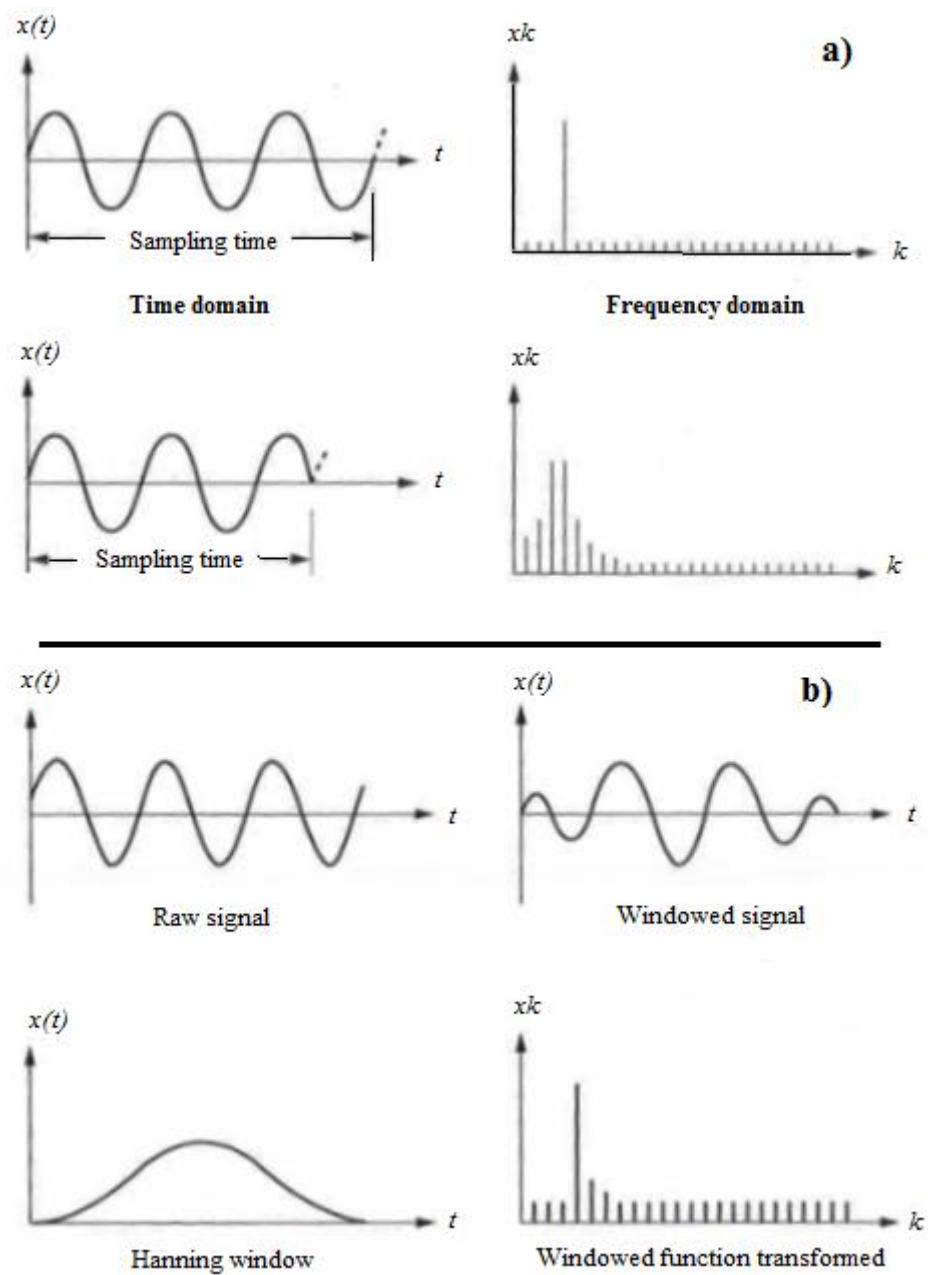 x(t)
xk
a)
t
k
Sampling time
Time domain
Frequency domain
x(t)
xk
t
k
Sampling time
x(t)
x(t)
b)
t
t
Raw signal
Windowed signal
x(t)
xk
t
k
Hanning window
Windowed function transformed